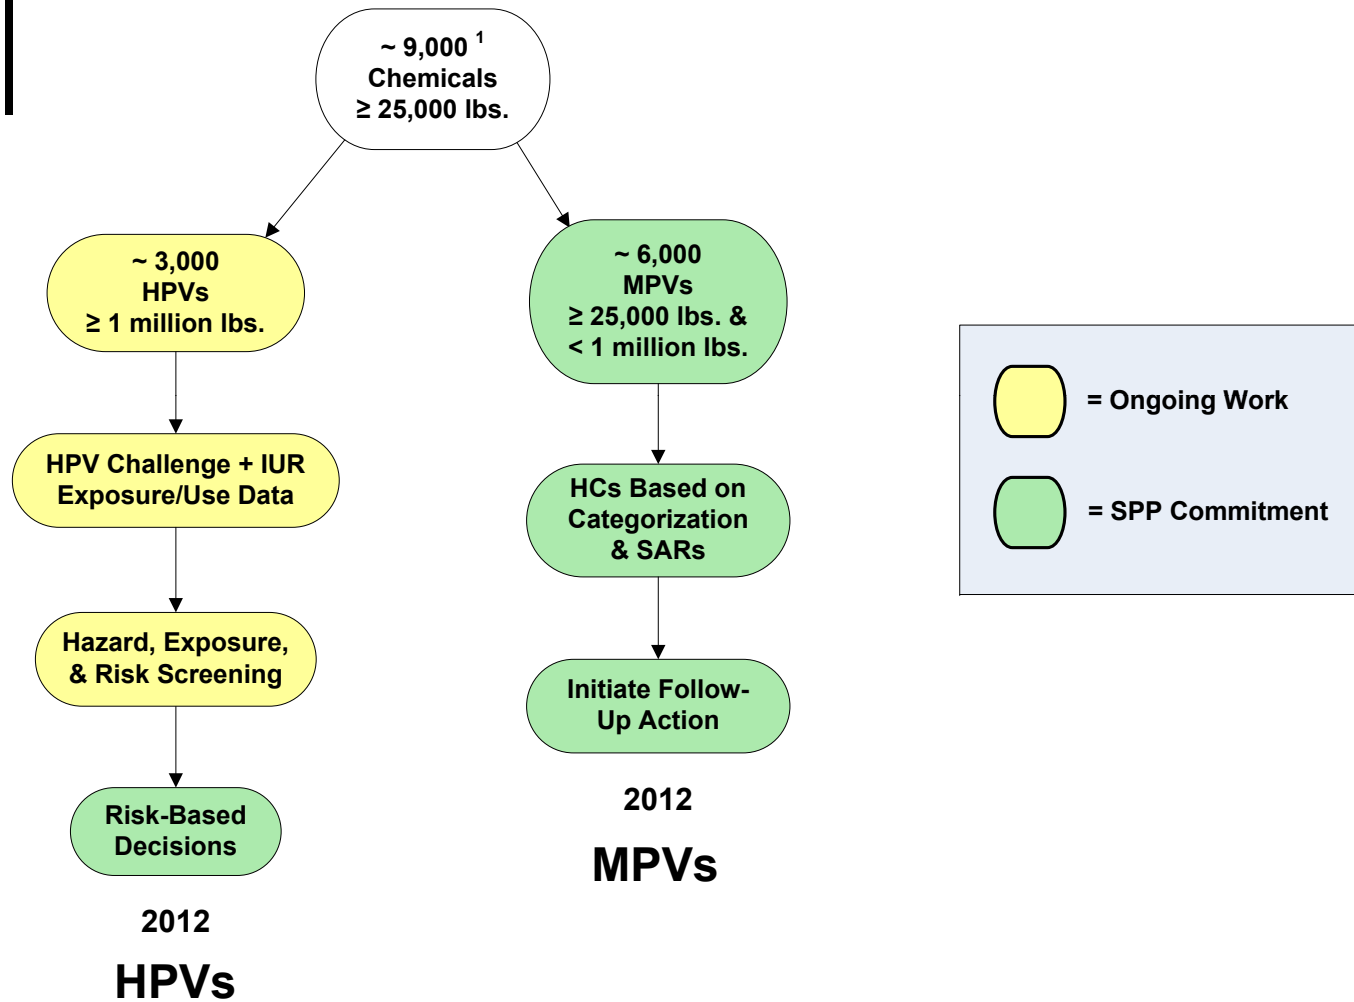 ~ 9,000 1
Chemicals
≥ 25,000 lbs.
~ 3,000
HPVs
≥ 1 million lbs.
~ 6,000
MPVs
≥ 25,000 lbs. &
< 1 million lbs.
HPV Challenge + IUR
Exposure/Use Data
HCs Based on
Categorization
& SARs
Hazard, Exposure,
& Risk Screening
Initiate Follow-
Up Action
Risk-Based
Decisions
2012
HPVs
2012
MPVs
= Ongoing Work
= SPP Commitment